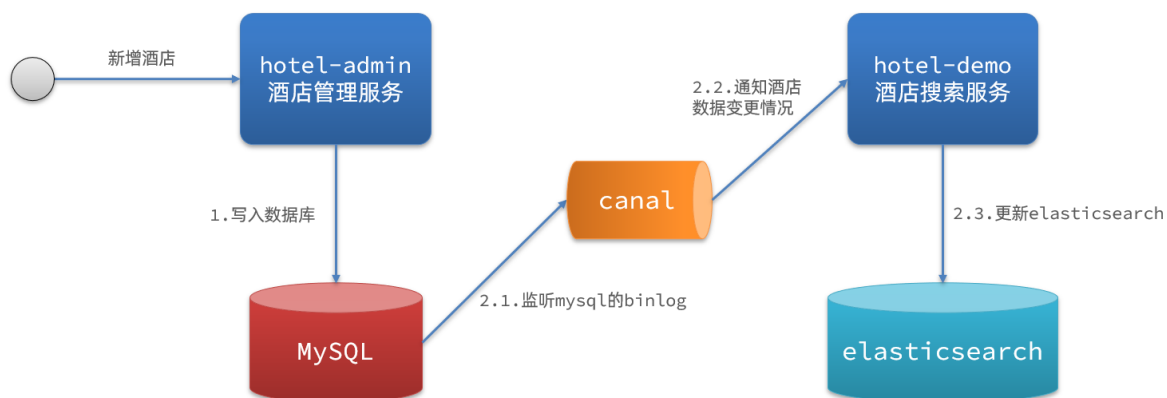 新增酒店
hotel-admin
酒店管理服务
hotel-demo
酒店搜索服务
2.2.通知酒店
数据变更情况
canal
1.写入数据库
2.3.更新elasticsearch
2.1.监听mysql的binlog
MySQL
elasticsearch